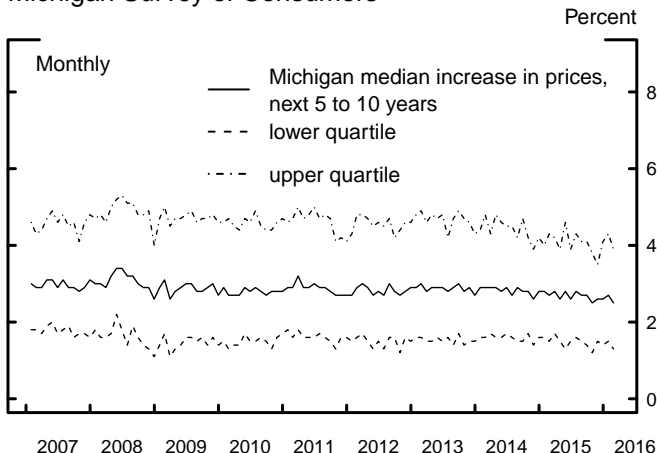 Michigan Survey of Consumers
Percent
Monthly
Michigan median increase in prices,
next 5 to 10 years
lower quartile
upper quartile
8
6
4
2
0
2007 2008 2009 2010 2011 2012 2013 2014 2015 2016